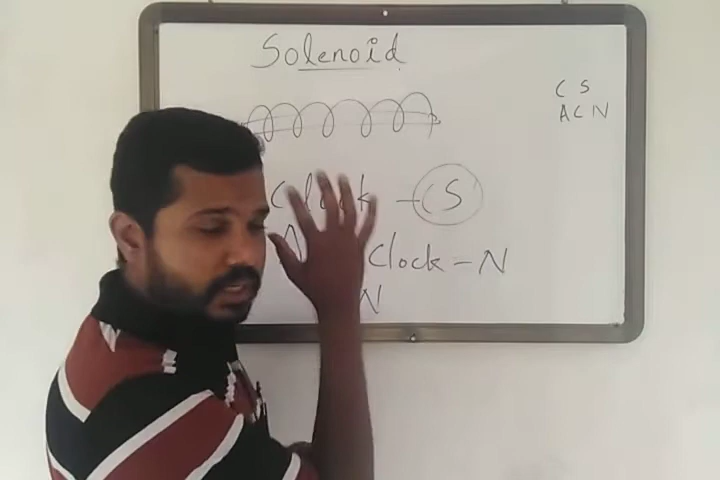 Solenoid
C S
A C N
Clock - S
Clock - N
N